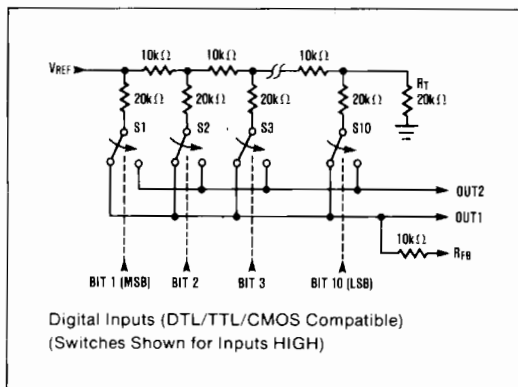 10kΩ 10kΩ 10kΩ
VREF
20kΩ 20kΩ 20kΩ 20kΩ RT 20kΩ
S1 S2 S3 S10
OUT2
OUT1
10kΩ
RFB
BIT 1 (MSB) BIT 2 BIT 3 BIT 10 (LSB)
Digital Inputs (DTL/TTL/CMOS Compatible)
(Switches Shown for Inputs HIGH)